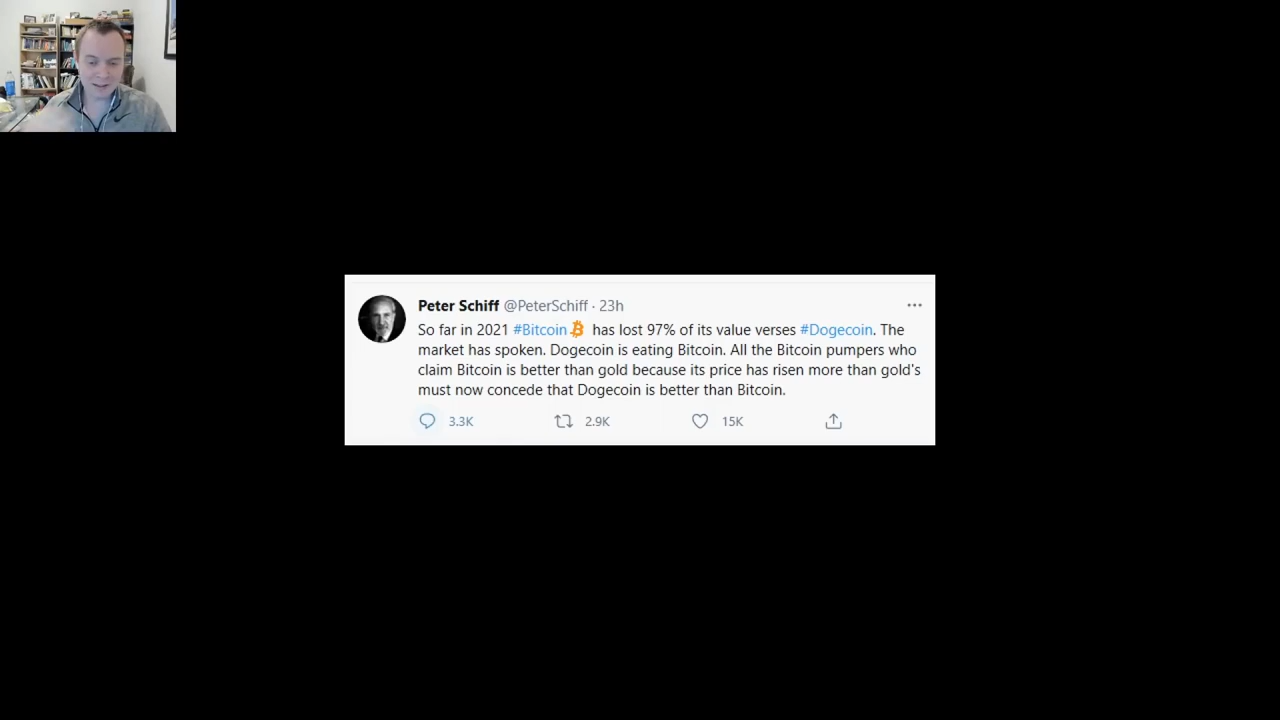 Peter Schiff @PeterSchiff · 23h
So far in 2021 #Bitcoin has lost 97% of its value verses #Dogecoin. The
market has spoken. Dogecoin is eating Bitcoin. All the Bitcoin pumpers who
claim Bitcoin is better than gold because its price has risen more than gold's
must now concede that Dogecoin is better than Bitcoin.
3.3K 2.9K 15K